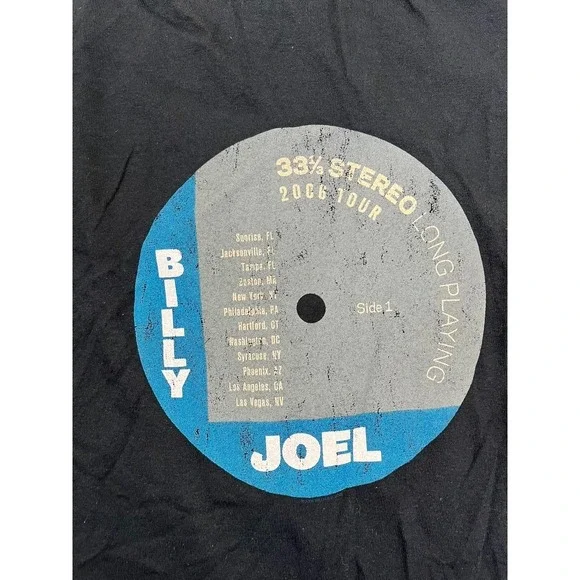 33⅓ STEREO LONG PLAYING
2006 TOUR
Sunrise, FL
Jacksonville, FL
Tampa, FL
Boston, MA
New York, NY
Philadelphia, PA
Hartford, CT
Washington, DC
Syracuse, NY
Phoenix, AZ
Los Angeles, CA
Las Vegas, NV
Side 1
BILLY
JOEL